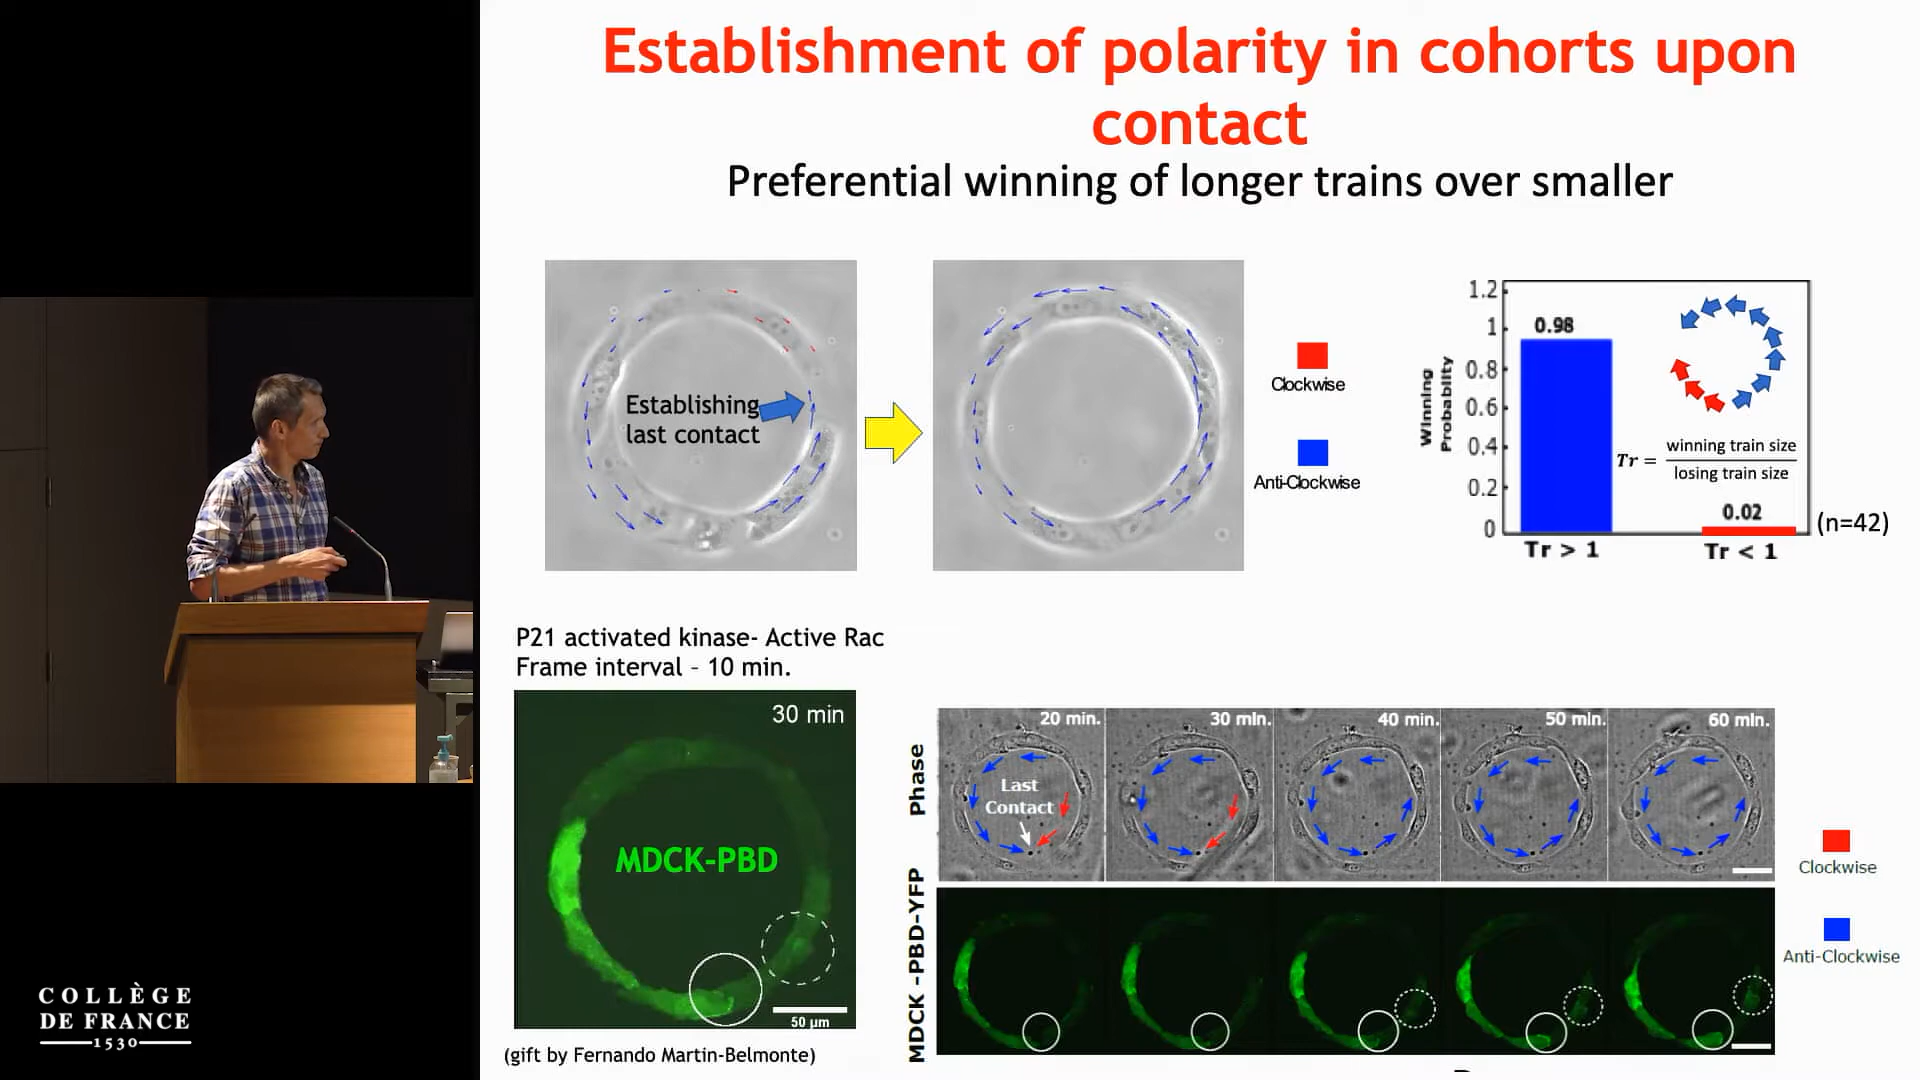 Establishment of polarity in cohorts upon
contact
Preferential winning of longer trains over smaller
Establishing
last contact
Clockwise
Anti-Clockwise
Winning
Probablity
1.2
1
0.8
0.6
0.4
0.2
0
0.98
Tr = winning train size
losing train size
0.02
(n=42)
Tr > 1
Tr < 1
P21 activated kinase- Active Rac
Frame interval – 10 min.
30 min
MDCK-PBD
50 µm
(gift by Fernando Martin-Belmonte)
Phase
20 min.
30 min.
40 min.
50 min.
60 min.
Last
Contact
MDCK -PBD-YFP
Clockwise
Anti-Clockwise
COLLÈGE
DE FRANCE
1530